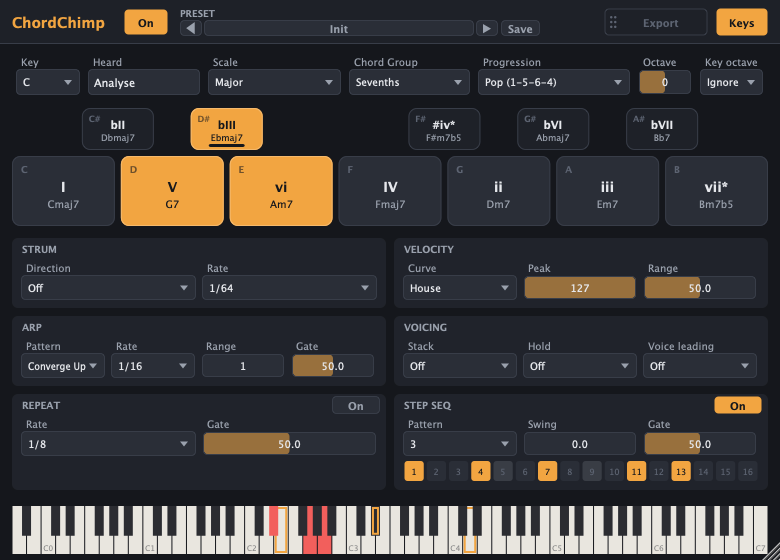 ChordChimp On PRESET Init Save Export Keys
Key Heard Scale Chord Group Progression Octave Key octave
C Analyse Major Sevenths Pop (1-5-6-4) 0 Ignore
C# bII Dbmaj7
D# bIII Ebmaj7
F# #iv* F#m7b5
G# bVI Abmaj7
A# bVII Bb7
C I Cmaj7
D V G7
E vi Am7
F IV Fmaj7
G ii Dm7
A iii Em7
B vii* Bm7b5
STRUM
Direction Rate
Off 1/64
VELOCITY
Curve Peak Range
House 127 50.0
ARP
Pattern Rate Range Gate
Converge Up 1/16 1 50.0
VOICING
Stack Hold Voice leading
Off Off Off
REPEAT On
Rate Gate
1/8 50.0
STEP SEQ On
Pattern Swing Gate
3 0.0 50.0
1 2 3 4 5 6 7 8 9 10 11 12 13 14 15 16
C0 C1 C2 C3 C4 C5 C6 C7